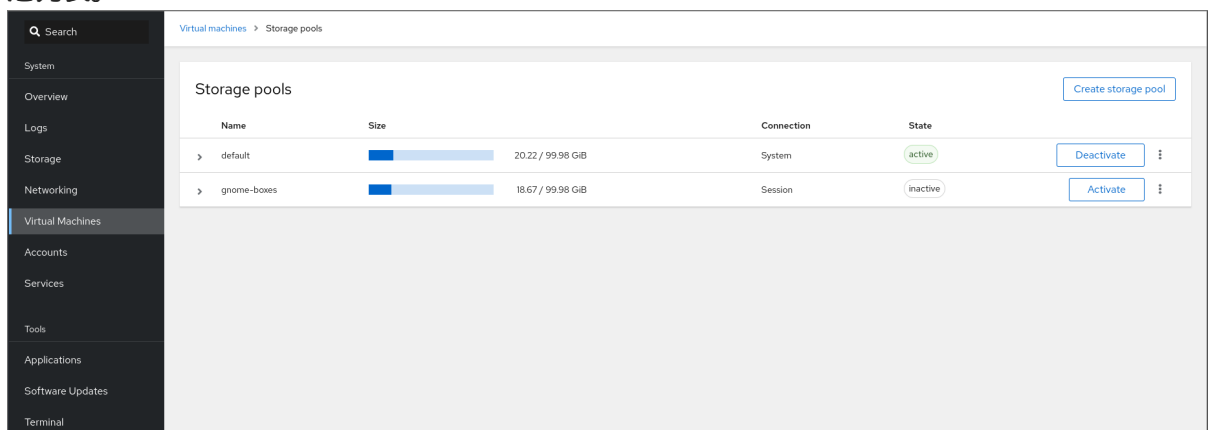 Search
Virtual machines > Storage pools
System
Overview
Logs
Storage
Networking
Virtual Machines
Accounts
Services
Tools
Applications
Software Updates
Terminal
Storage pools
Create storage pool
Name Size Connection State
default 20.22 / 99.98 GiB System active Deactivate
gnome-boxes 18.67 / 99.98 GiB Session inactive Activate